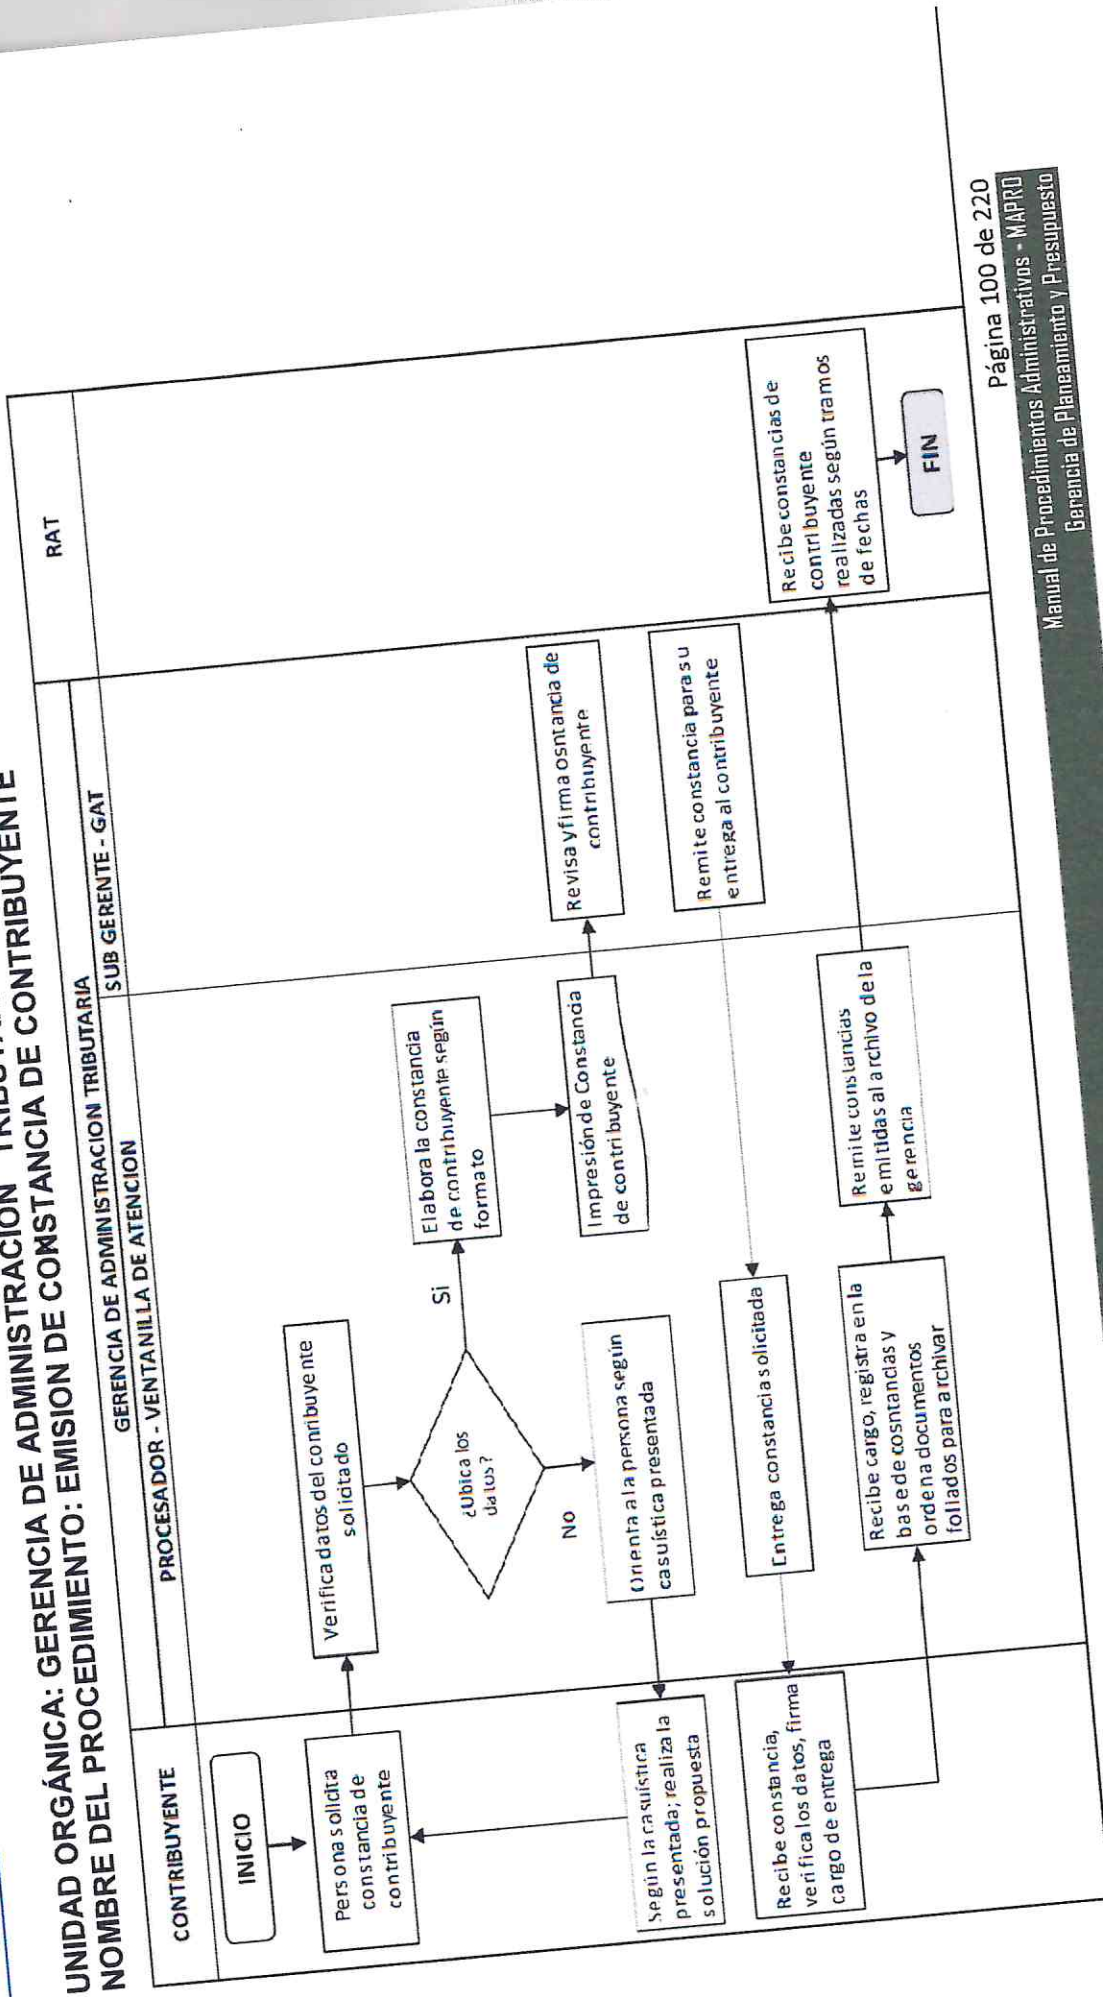 UNIDAD ORGÁNICA: GERENCIA DE ADMINISTRACION
NOMBRE DEL PROCEDIMIENTO: EMISION DE CONSTANCIA DE CONTRIBUYENTE
CONTRIBUYENTE
GERENCIA DE ADMINISTRACION TRIBUTARIA
PROCESADOR - VENTANILLA DE ATENCION
SUB GERENTE - GAT
RAT
INICIO
Persona solicita
constancia de
contribuyente
Verifica datos del conribuyente
solicitado
¿Ubica los
datos?
Si
No
Elabora la constancia
de contribuyente según
formato
Impresión de Constancia
de contribuyente
Revisa y firma osntancia de
contribuyente
Orienta a la persona según
casuística presentada
Según la casuística
presentada; realiza la
solución propuesta
Remite constancia para su
entrega al contribuyente
Entrega constancia solicitada
Recibe constancia,
verifica los datos, firma
cargo de entrega
Recibe cargo, registra en la
base de cosntancias y
ordena documentos
foliados para archivar
Remite constancias
emitidas al archivo de la
gerencia
Recibe constancias de
contribuyente
realizadas según tramos
de fechas
FIN
Página 100 de 220
Manual de Procedimientos Administrativos - MAPRO
Gerencia de Planeamiento y Presupuesto